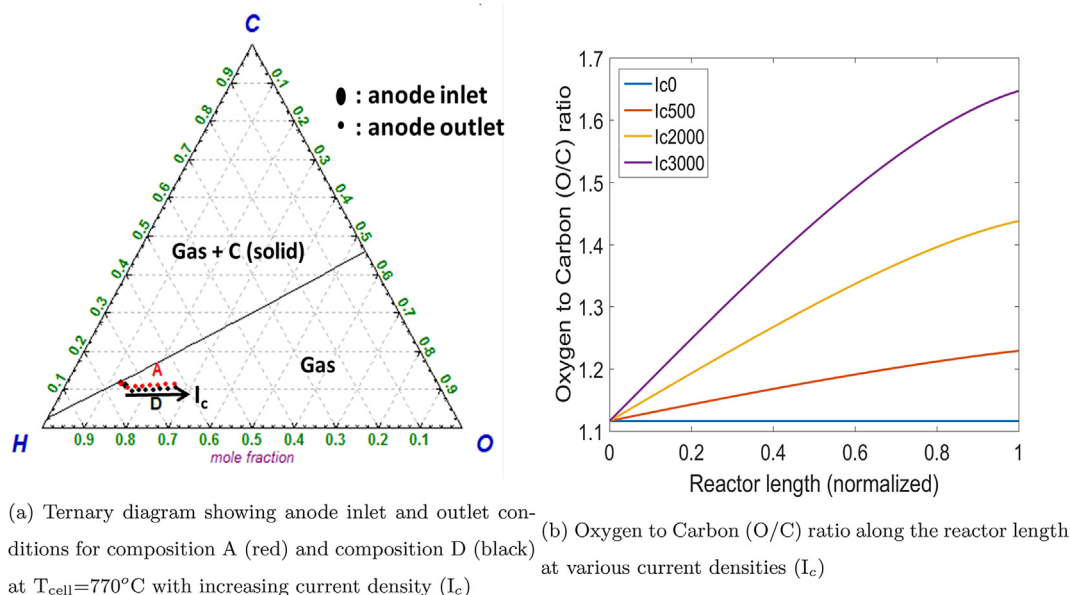 C
0.9
0.1
: anode inlet
0.8
0.2
: anode outlet
0.7
0.3
0.6
0.4
0.5
0.5
Gas + C (solid)
0.4
0.6
0.3
0.7
0.2
Gas
0.8
A
0.1
0.9
I_c
D
H
0.9 0.8 0.7 0.6 0.5 0.4 0.3 0.2 0.1
O
mole fraction
(a) Ternary diagram showing anode inlet and outlet con-
ditions for composition A (red) and composition D (black)
at T_cell=770°C with increasing current density (I_c)
Oxygen to Carbon (O/C) ratio
1.7
1.6
1.5
1.4
1.3
1.2
1.1
Ic0
Ic500
Ic2000
Ic3000
0 0.2 0.4 0.6 0.8 1
Reactor length (normalized)
(b) Oxygen to Carbon (O/C) ratio along the reactor length
at various current densities (I_c)